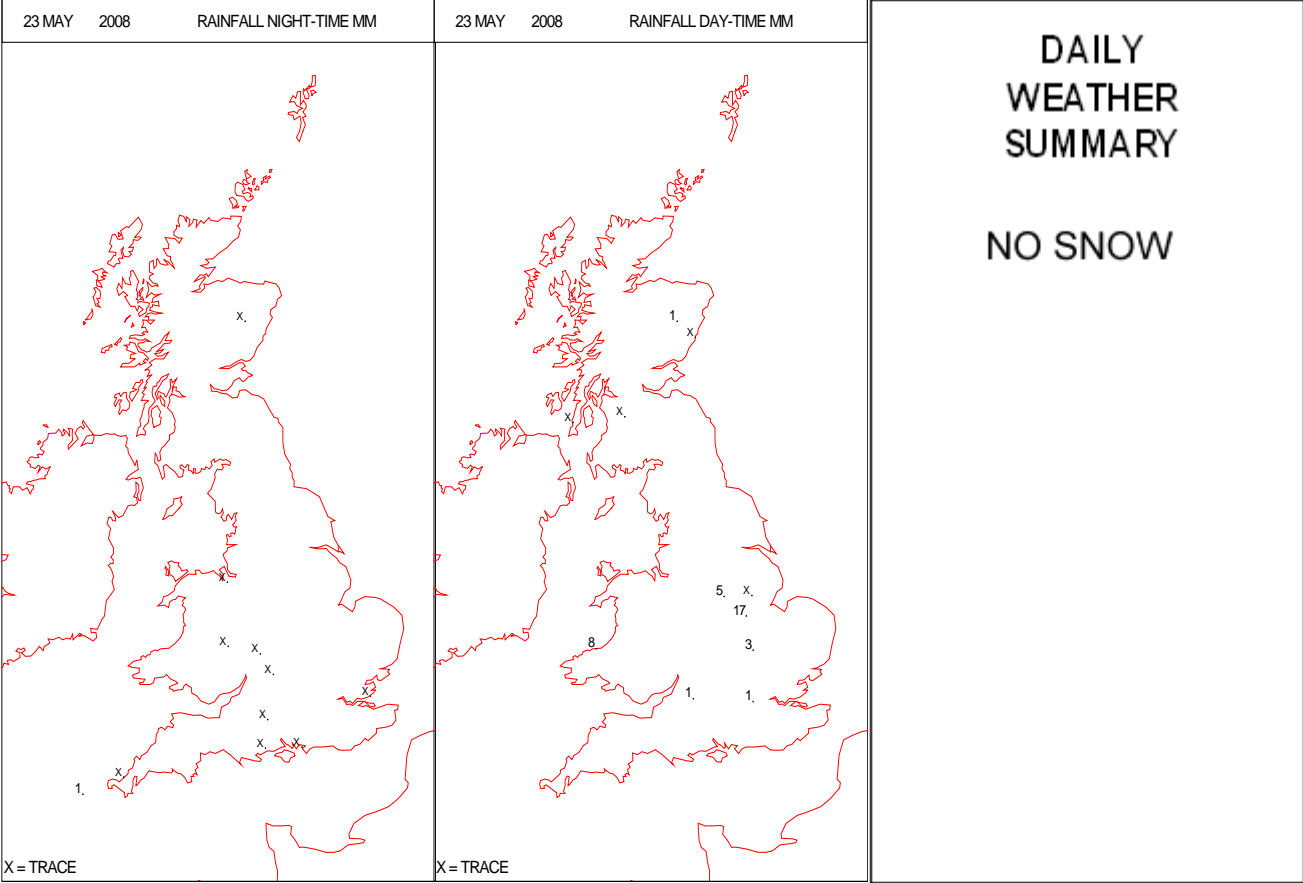 23 MAY 2008 RAINFALL NIGHT-TIME MM
X.
X.
X.
X.
X.
X.
X.
X.
X.
X.
1.
X = TRACE
23 MAY 2008 RAINFALL DAY-TIME MM
1.
X.
X.
X.
5.
X.
17.
8.
3.
1.
1.
X = TRACE
DAILY
WEATHER
SUMMARY
NO SNOW